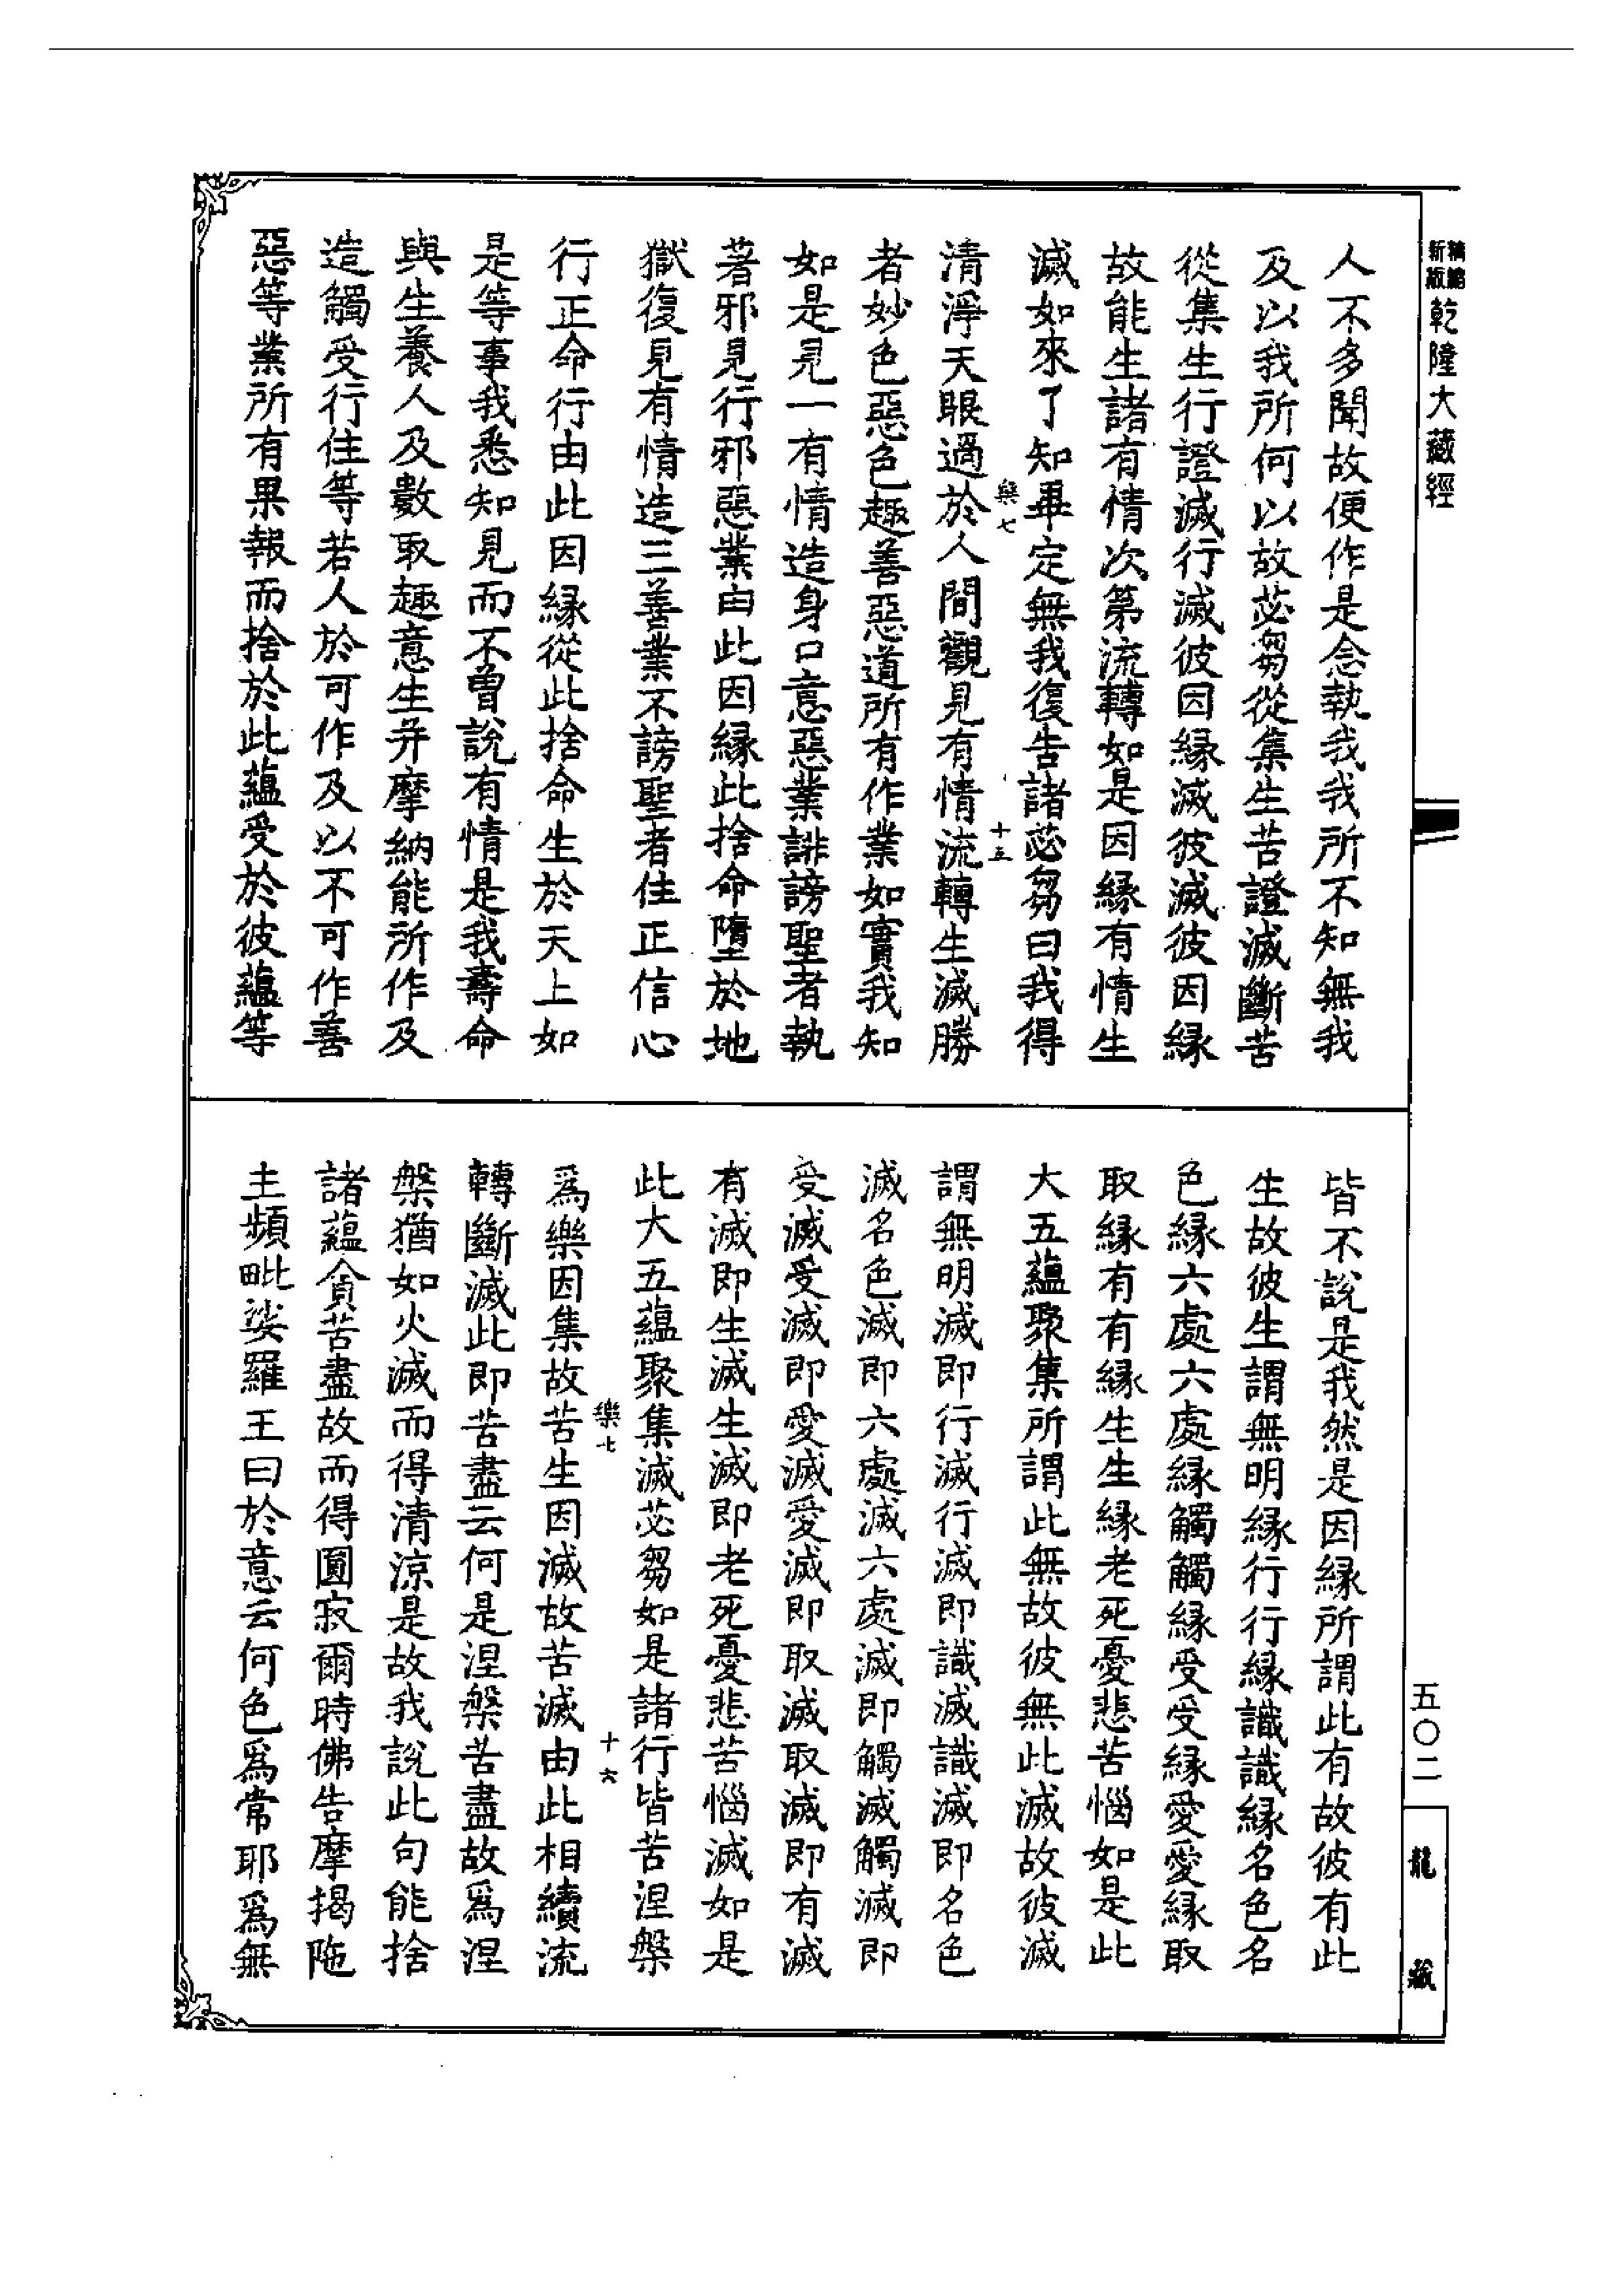 新版精縮
乾隆大藏經
人不多聞故便作是念執我我所不知無我
及以我所何以故苾芻從集生苦證滅斷苦
從集生行證滅行滅彼因緣滅彼滅彼因緣
故能生諸有情次第流轉如是因緣有情生
滅如來了知畢定無我復告諸苾芻曰我得
樂七
十五
清淨天眼過於人間觀見有情流轉生滅勝
者妙色惡色趣善惡道所有作業如實我知
如是見一有情造身口意惡業誹謗聖者執
著邪見行邪惡業由此因緣此捨命墮於地
獄復見有情造三善業不謗聖者住正信心
行正命行由此因緣從此捨命生於天上如
是等事我悉知見而不曾說有情是我壽命
與生養人及數取趣意生并摩納能所作及
造觸受行住等若人於可作及以不可作善
惡等業所有果報而捨於此蘊受於彼蘊等
皆不說是我然是因緣所謂此有故彼有此
生故彼生謂無明緣行行緣識識緣名色名
色緣六處六處緣觸觸緣受受緣愛愛緣取
取緣有有緣生生緣老死憂悲苦惱如是此
大五蘊聚集所謂此無故彼無此滅故彼滅
謂無明滅即行滅行滅即識滅識滅即名色
滅名色滅即六處滅六處滅即觸滅觸滅即
受滅受滅即愛滅愛滅即取滅取滅即有滅
有滅即生滅生滅即老死憂悲苦惱滅如是
此大五蘊聚集滅苾芻如是諸行皆苦涅槃
樂七
十六
爲樂因集故苦生因滅故苦滅由此相續流
轉斷滅此即苦盡云何是涅槃苦盡故爲涅
槃猶如火滅而得清涼是故我說此句能捨
諸蘊貪苦盡故而得圓寂爾時佛告摩揭陁
主頻毗娑羅王曰於意云何色爲常耶爲無
五〇二
龍藏